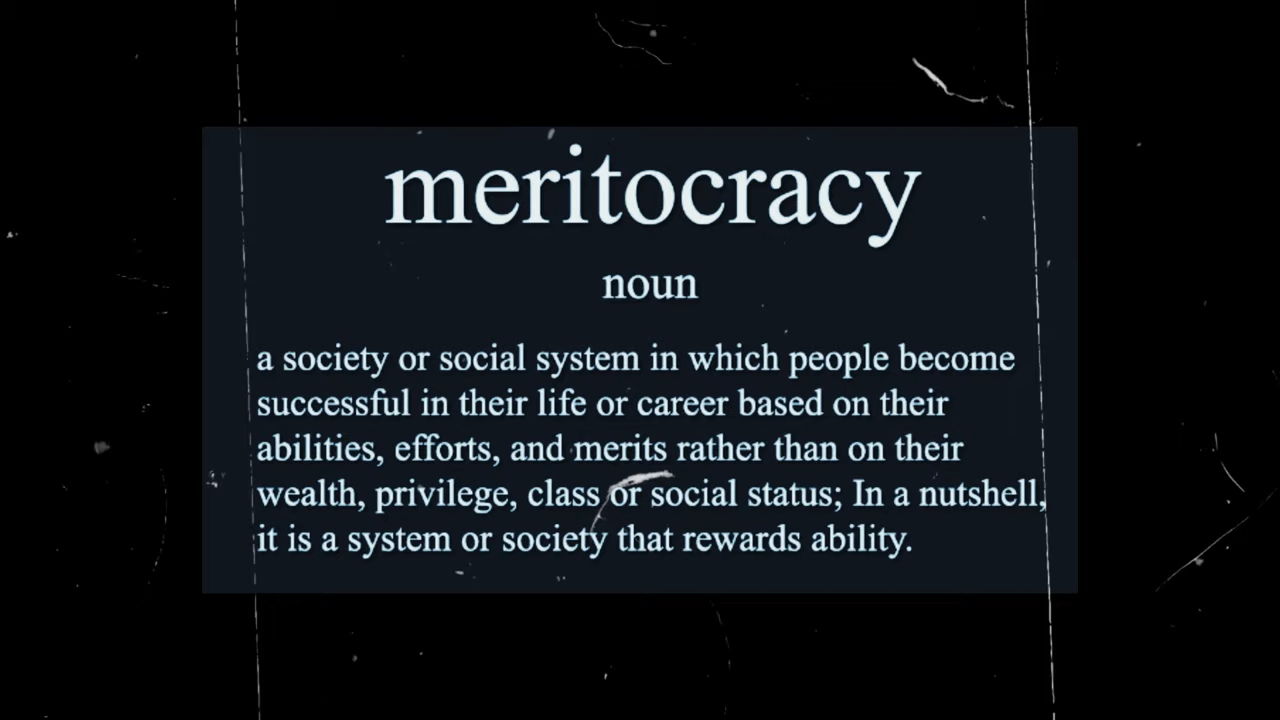 meritocracy
noun
a society or social system in which people become
successful in their life or career based on their
abilities, efforts, and merits rather than on their
wealth, privilege, class or social status; In a nutshell,
it is a system or society that rewards ability.